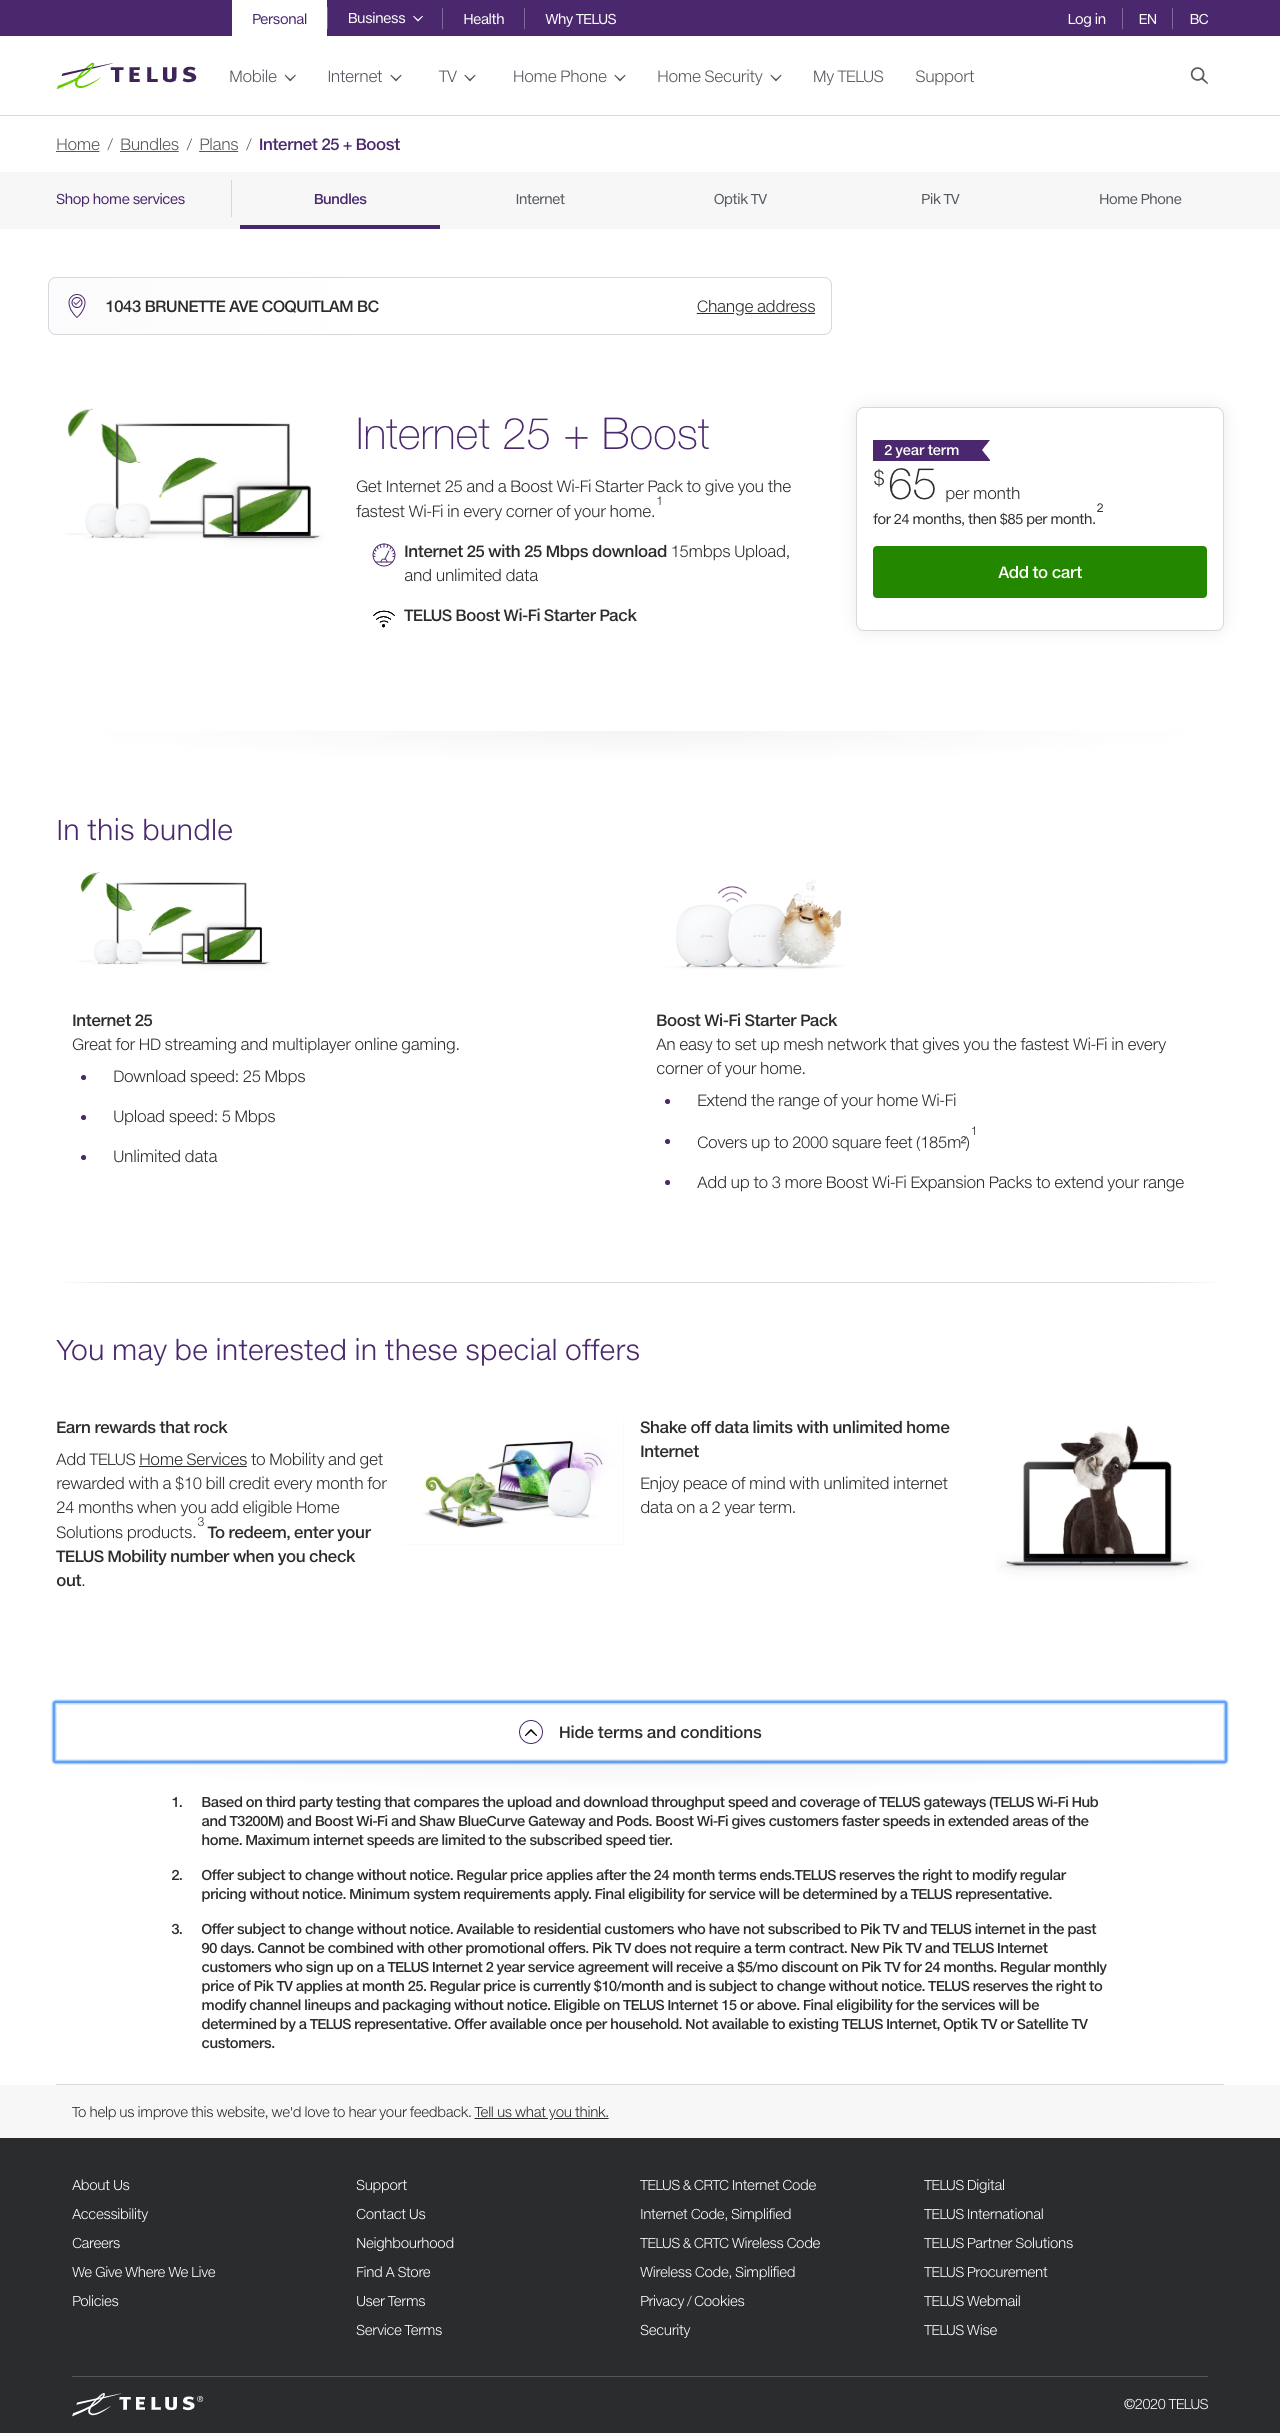 Personal Business Health Why TELUS Log in EN BC
TELUS Mobile Internet TV Home Phone Home Security My TELUS Support
Home / Bundles / Plans / Internet 25 + Boost
Shop home services Bundles Internet Optik TV Pik TV Home Phone
1043 BRUNETTE AVE COQUITLAM BC Change address
Internet 25 + Boost
Get Internet 25 and a Boost Wi-Fi Starter Pack to give you the
fastest Wi-Fi in every corner of your home.1
Internet 25 with 25 Mbps download 15mbps Upload,
and unlimited data
TELUS Boost Wi-Fi Starter Pack
2 year term
$65 per month
for 24 months, then $85 per month.2
Add to cart
In this bundle
Internet 25
Great for HD streaming and multiplayer online gaming.
• Download speed: 25 Mbps
• Upload speed: 5 Mbps
• Unlimited data
Boost Wi-Fi Starter Pack
An easy to set up mesh network that gives you the fastest Wi-Fi in every
corner of your home.
• Extend the range of your home Wi-Fi
• Covers up to 2000 square feet (185m²)1
• Add up to 3 more Boost Wi-Fi Expansion Packs to extend your range
You may be interested in these special offers
Earn rewards that rock
Add TELUS Home Services to Mobility and get
rewarded with a $10 bill credit every month for
24 months when you add eligible Home
Solutions products.3 To redeem, enter your
TELUS Mobility number when you check
out.
Shake off data limits with unlimited home
Internet
Enjoy peace of mind with unlimited internet
data on a 2 year term.
Hide terms and conditions
1. Based on third party testing that compares the upload and download throughput speed and coverage of TELUS gateways (TELUS Wi-Fi Hub
and T3200M) and Boost Wi-Fi and Shaw BlueCurve Gateway and Pods. Boost Wi-Fi gives customers faster speeds in extended areas of the
home. Maximum internet speeds are limited to the subscribed speed tier.
2. Offer subject to change without notice. Regular price applies after the 24 month terms ends.TELUS reserves the right to modify regular
pricing without notice. Minimum system requirements apply. Final eligibility for service will be determined by a TELUS representative.
3. Offer subject to change without notice. Available to residential customers who have not subscribed to Pik TV and TELUS internet in the past
90 days. Cannot be combined with other promotional offers. Pik TV does not require a term contract. New Pik TV and TELUS Internet
customers who sign up on a TELUS Internet 2 year service agreement will receive a $5/mo discount on Pik TV for 24 months. Regular monthly
price of Pik TV applies at month 25. Regular price is currently $10/month and is subject to change without notice. TELUS reserves the right to
modify channel lineups and packaging without notice. Eligible on TELUS Internet 15 or above. Final eligibility for the services will be
determined by a TELUS representative. Offer available once per household. Not available to existing TELUS Internet, Optik TV or Satellite TV
customers.
To help us improve this website, we'd love to hear your feedback. Tell us what you think.
About Us Support TELUS & CRTC Internet Code TELUS Digital
Accessibility Contact Us Internet Code, Simplified TELUS International
Careers Neighbourhood TELUS & CRTC Wireless Code TELUS Partner Solutions
We Give Where We Live Find A Store Wireless Code, Simplified TELUS Procurement
Policies User Terms Privacy / Cookies TELUS Webmail
Service Terms Security TELUS Wise
TELUS® ©2020 TELUS